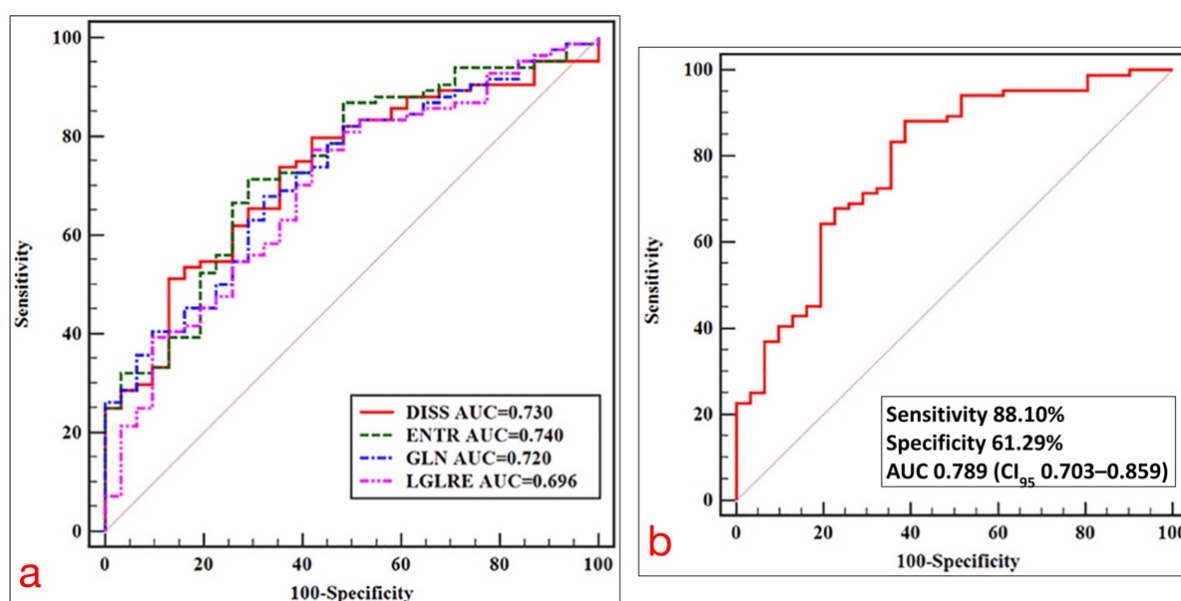 100
80
60
40
20
0
Sensitivity
0 20 40 60 80 100
100-Specificity
DISS AUC=0.730
ENTR AUC=0.740
GLN AUC=0.720
LGLRE AUC=0.696
a
100
80
60
40
20
0
Sensitivity
0 20 40 60 80 100
100-Specificity
Sensitivity 88.10%
Specificity 61.29%
AUC 0.789 (CI95 0.703–0.859)
b